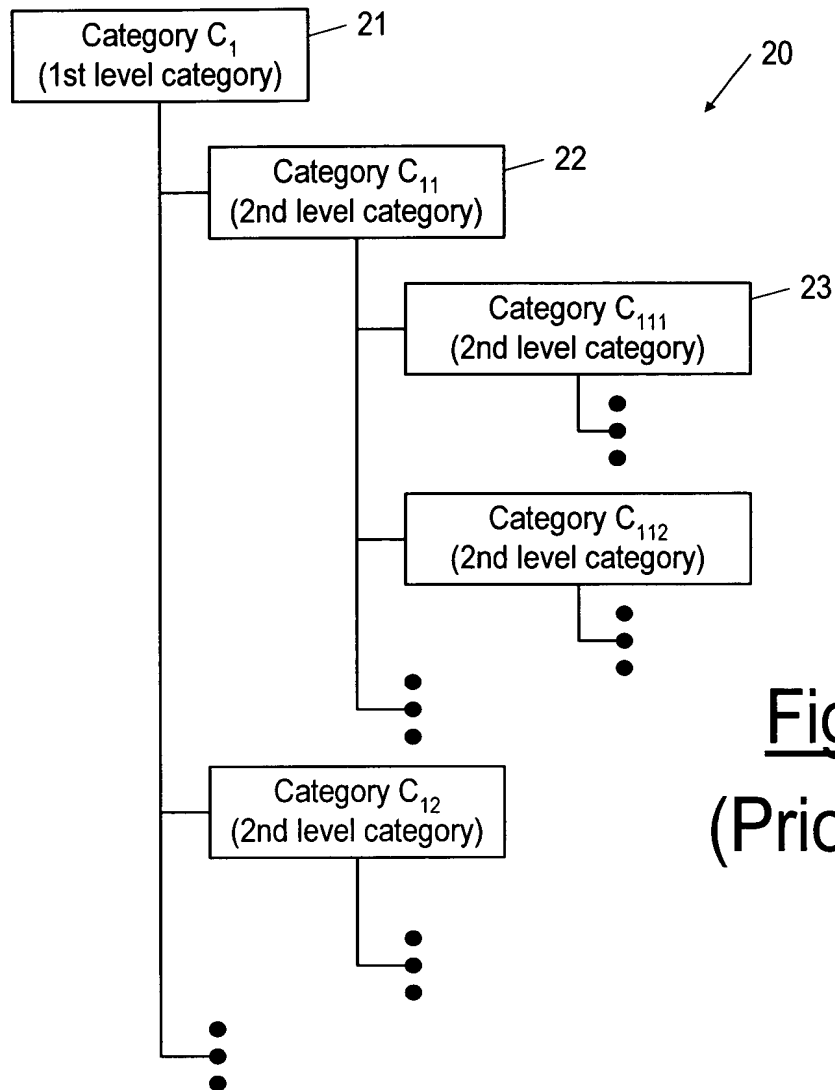 Category C₁
(1st level category)
21
20
Category C₁₁
(2nd level category)
22
Category C₁₁₁
(2nd level category)
23
Category C₁₁₂
(2nd level category)
Category C₁₂
(2nd level category)